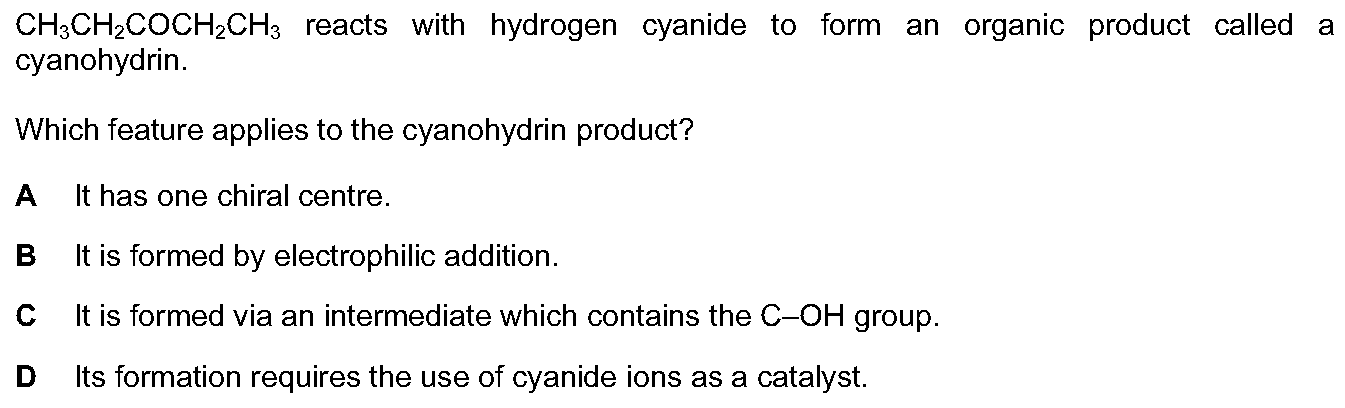 CH₃CH₂COCH₂CH₃ reacts with hydrogen cyanide to form an organic product called a
cyanohydrin.
Which feature applies to the cyanohydrin product?
A It has one chiral centre.
B It is formed by electrophilic addition.
C It is formed via an intermediate which contains the C–OH group.
D Its formation requires the use of cyanide ions as a catalyst.